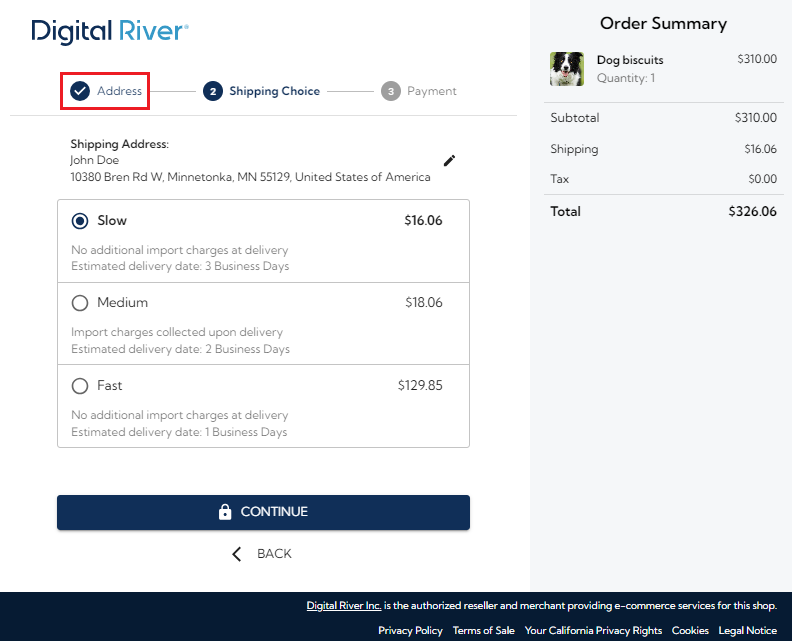 Digital River®
Address
2 Shipping Choice
3 Payment
Shipping Address:
John Doe
10380 Bren Rd W, Minnetonka, MN 55129, United States of America
Slow $16.06
No additional import charges at delivery
Estimated delivery date: 3 Business Days
Medium $18.06
Import charges collected upon delivery
Estimated delivery date: 2 Business Days
Fast $129.85
No additional import charges at delivery
Estimated delivery date: 1 Business Days
CONTINUE
BACK
Order Summary
Dog biscuits $310.00
Quantity: 1
Subtotal $310.00
Shipping $16.06
Tax $0.00
Total $326.06
Digital River Inc. is the authorized reseller and merchant providing e-commerce services for this shop.
Privacy Policy Terms of Sale Your California Privacy Rights Cookies Legal Notice